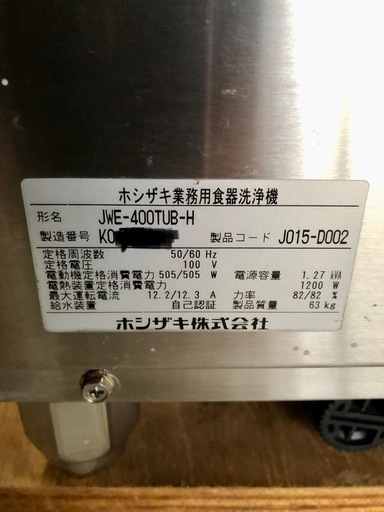 ホシザキ業務用食器洗浄機
形名 JWE-400TUB-H
製造番号 K0 製品コード J015-D002
定格周波数 50/60 Hz
定格電圧 100 V
電動機定格消費電力 505/505 W 電源容量 1.27 kVA
電熱装置定格消費電力 1200 W
最大運転電流 12.2/12.3 A 力率 82/82 %
給水装置 自己認証 製品質量 63 kg
ホシザキ株式会社